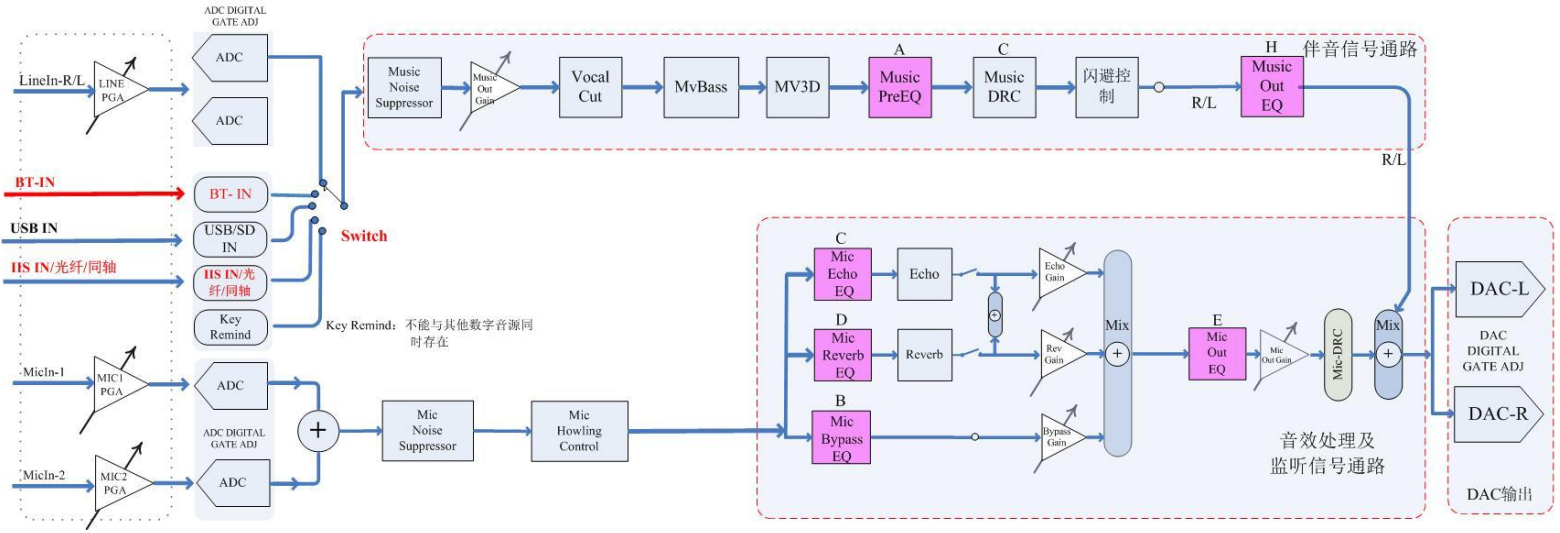 ADC DIGITAL
GATE ADJ
LineIn-R/L
LINE
PGA
ADC
ADC
BT-IN
BT- IN
USB IN
USB/SD
IN
IIS IN/光纤/同轴
IIS IN/光
纤/同轴
Key
Remind
Switch
Key Remind：不能与其他数字音源同
时存在
Music
Noise
Suppressor
Music
Out
Gain
Vocal
Cut
MvBass
MV3D
A
Music
PreEQ
C
Music
DRC
闪避控
制
R/L
H
Music
Out
EQ
伴音信号通路
R/L
MicIn-1
MIC1
PGA
ADC
ADC DIGITAL
GATE ADJ
MicIn-2
MIC2
PGA
ADC
+
Mic
Noise
Suppressor
Mic
Howling
Control
C
Mic
Echo
EQ
Echo
Echo
Gain
+
D
Mic
Reverb
EQ
Reverb
Rev
Gain
B
Mic
Bypass
EQ
Bypass
Gain
Mix
+
E
Mic
Out
EQ
Mic
Out Gain
Mic-DRC
Mix
+
音效处理及
监听信号通路
DAC-L
DAC
DIGITAL
GATE ADJ
DAC-R
DAC输出